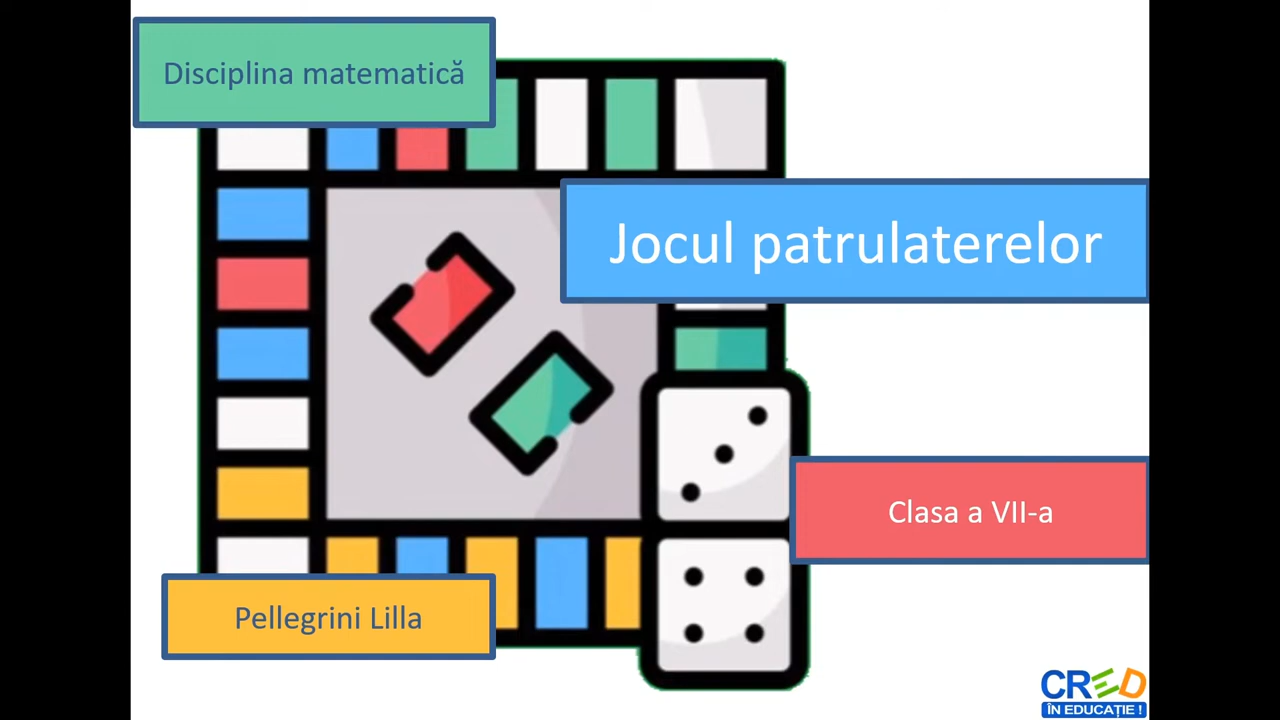 Disciplina matematică
Jocul patrulaterelor
Clasa a VII-a
Pellegrini Lilla
CRED
ÎN EDUCAȚIE !